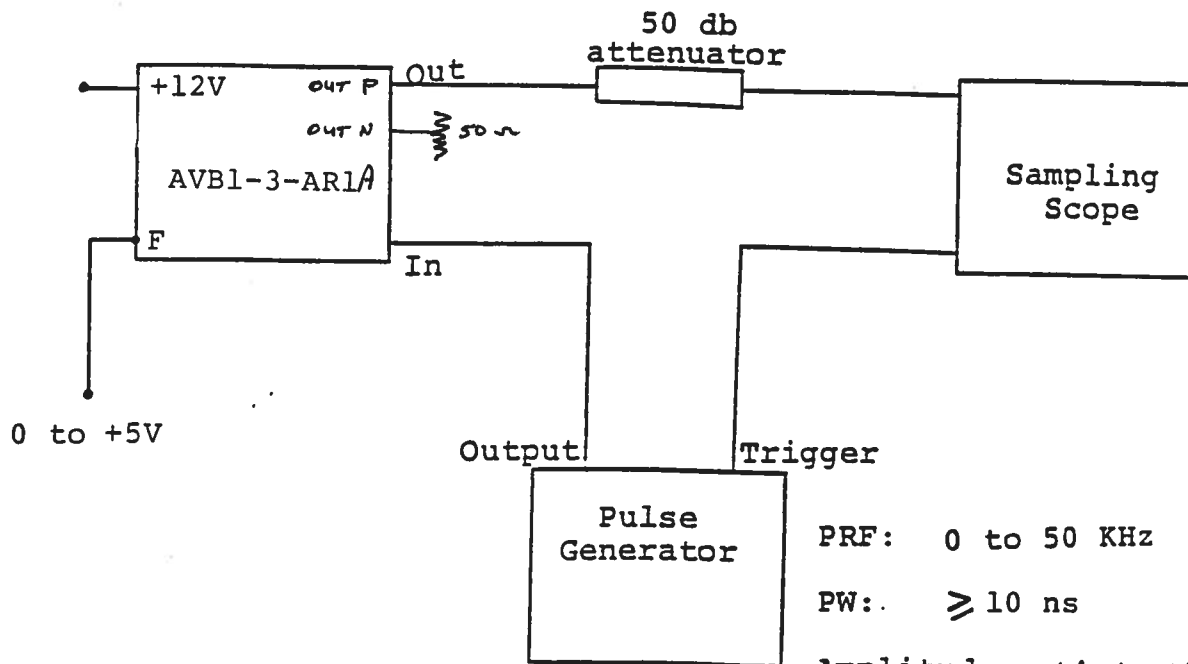 50 db
attenuator
+12V
OUT P
Out
OUT N
50 Ω
AVB1-3-AR1A
F
In
Sampling
Scope
0 to +5V
Output
Trigger
Pulse
Generator
PRF: 0 to 50 KHz
PW: ≥ 10 ns